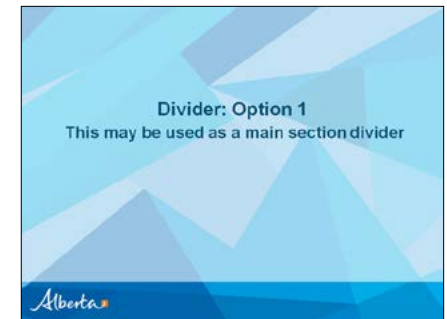 Divider: Option 1
This may be used as a main section divider
Alberta